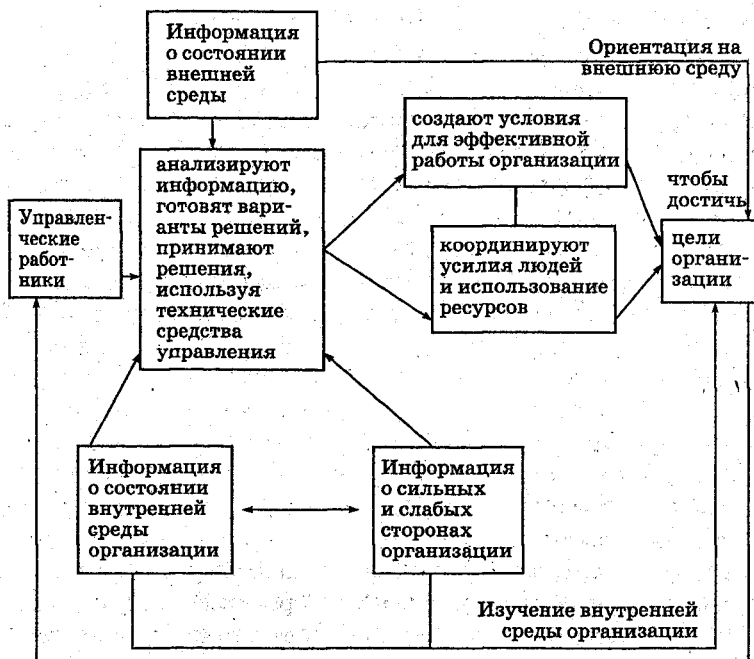 Информация
о состоянии
внешней
среды
Ориентация на
внешнюю среду
создают условия
для эффективной
работы организации
анализируют
информацию,
готовят вари-
анты решений,
принимают
решения,
используя
технические
средства
управления
чтобы
достичь
Управлен-
ческие
работ-
ники
координируют
усилия людей
и использование
ресурсов
цели
органи-
зации
Информация
о состоянии
внутренней
среды
организации
Информация
о сильных
и слабых
сторонах
организации
Изучение внутренней
среды организации